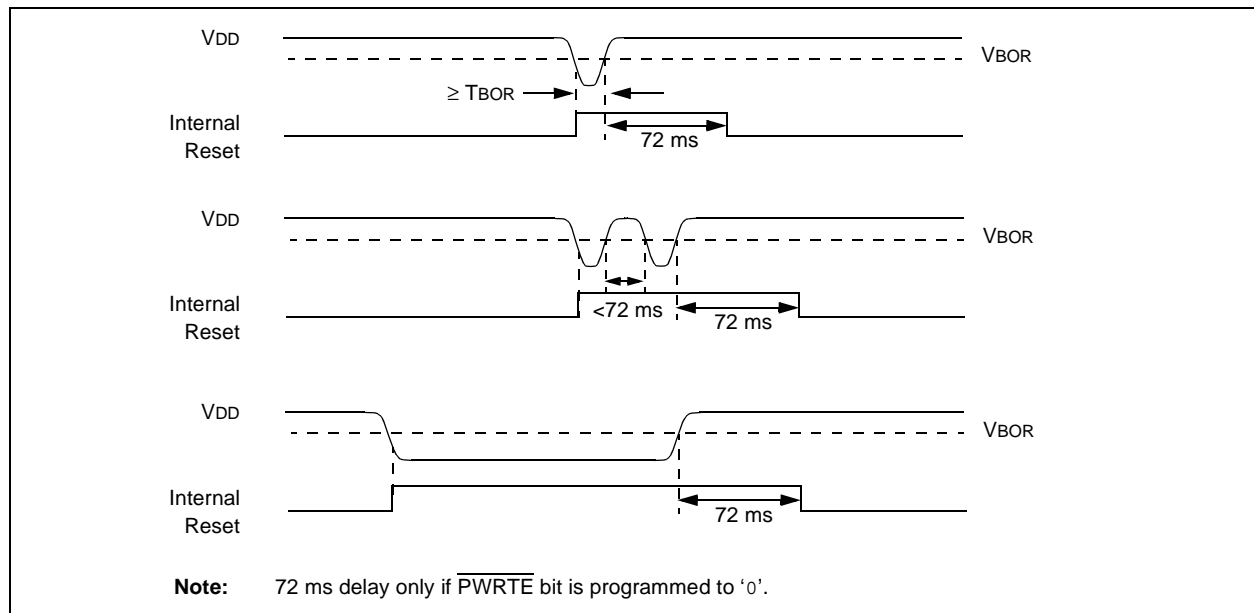 VDD
VBOR
≥ TBOR
Internal
Reset
72 ms
VDD
VBOR
Internal
Reset
<72 ms
72 ms
VDD
VBOR
Internal
Reset
72 ms
Note: 72 ms delay only if PWRTE bit is programmed to ‘0’.